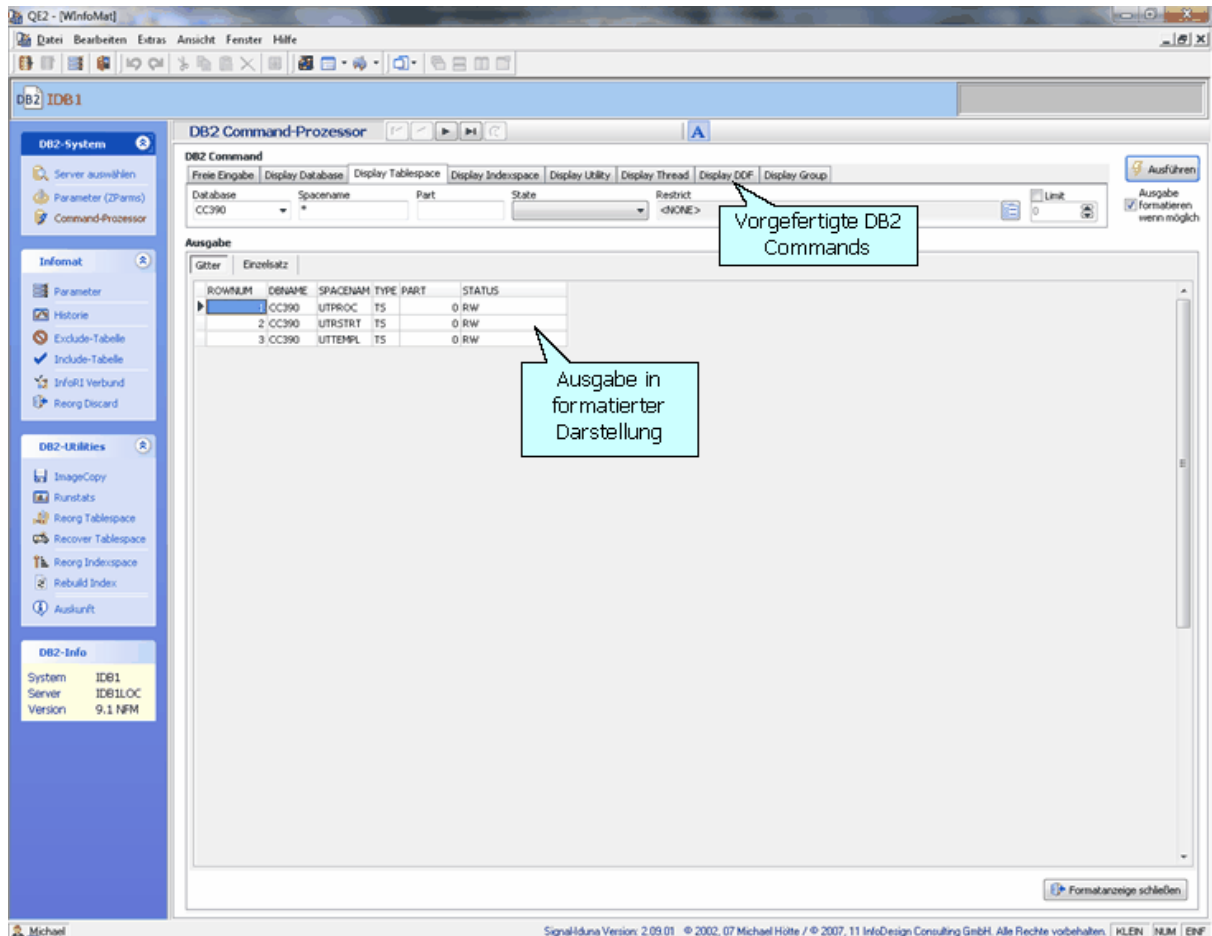 QE2 - [WInfoMat]
Datei Bearbeiten Extras Ansicht Fenster Hilfe
DB2 IDB1
DB2-System
Server auswählen
Parameter (ZParms)
Command-Prozessor
Infomat
Parameter
Historie
Exclude-Tabelle
Include-Tabelle
InfoRI Verbund
Reorg Discard
DB2-Utilities
ImageCopy
Runstats
Reorg Tablespace
Recover Tablespace
Reorg Indexspace
Rebuild Index
Auskunft
DB2-Info
System IDB1
Server IDB1LOC
Version 9.1 NFM
DB2 Command-Prozessor A
DB2 Command
Freie Eingabe Display Database Display Tablespace Display Indexspace Display Utility Display Thread Display DDF Display Group
Database Spacename Part State Restrict Limit
CC390 * <NONE> 0
Ausführen
Ausgabe
formatieren
wenn möglich
Vorgefertigte DB2
Commands
Ausgabe
Gitter Einzelsatz
ROWNUM DBNAME SPACENAM TYPE PART STATUS
1 CC390 UTPROC TS 0 RW
2 CC390 UTRSTRT TS 0 RW
3 CC390 UTTEMPL TS 0 RW
Ausgabe in
formatierter
Darstellung
Formatanzeige schließen
Michael
Signal-Iduna Version: 2.09.01 © 2002, 07 Michael Hötte / © 2007, 11 InfoDesign Consulting GmbH. Alle Rechte vorbehalten. KLEIN NUM EINF